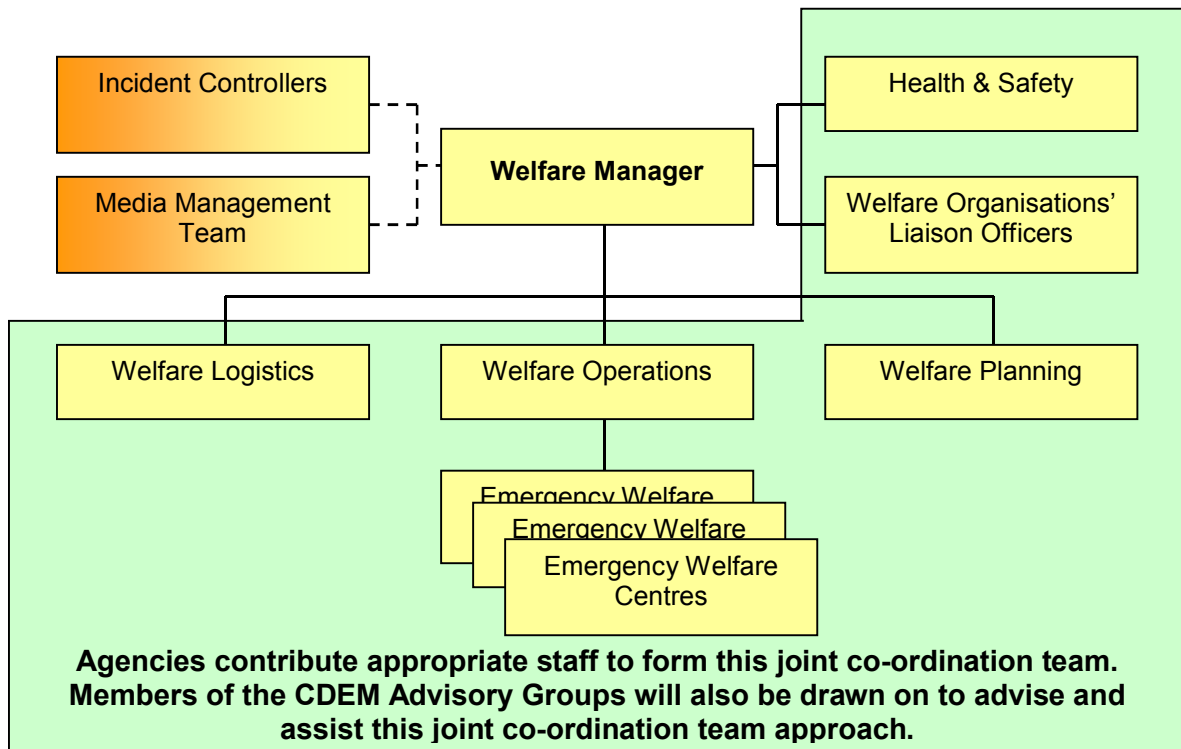 Incident Controllers
Health & Safety
Welfare Manager
Media Management
Team
Welfare Organisations’
Liaison Officers
Welfare Logistics
Welfare Operations
Welfare Planning
Emergency Welfare
Emergency Welfare
Emergency Welfare
Centres
Agencies contribute appropriate staff to form this joint co-ordination team.
Members of the CDEM Advisory Groups will also be drawn on to advise and
assist this joint co-ordination team approach.